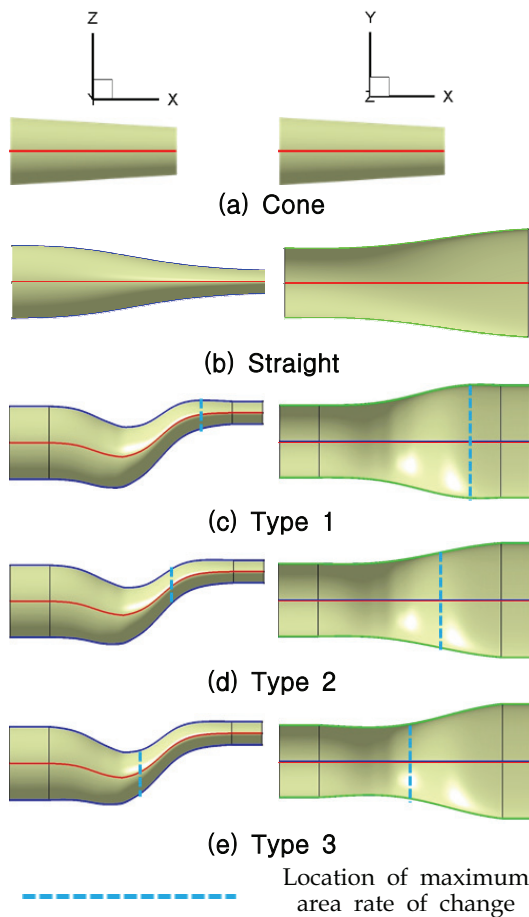 Z
Y
X
Y
Z
X
(a) Cone
(b) Straight
(c) Type 1
(d) Type 2
(e) Type 3
Location of maximum
area rate of change